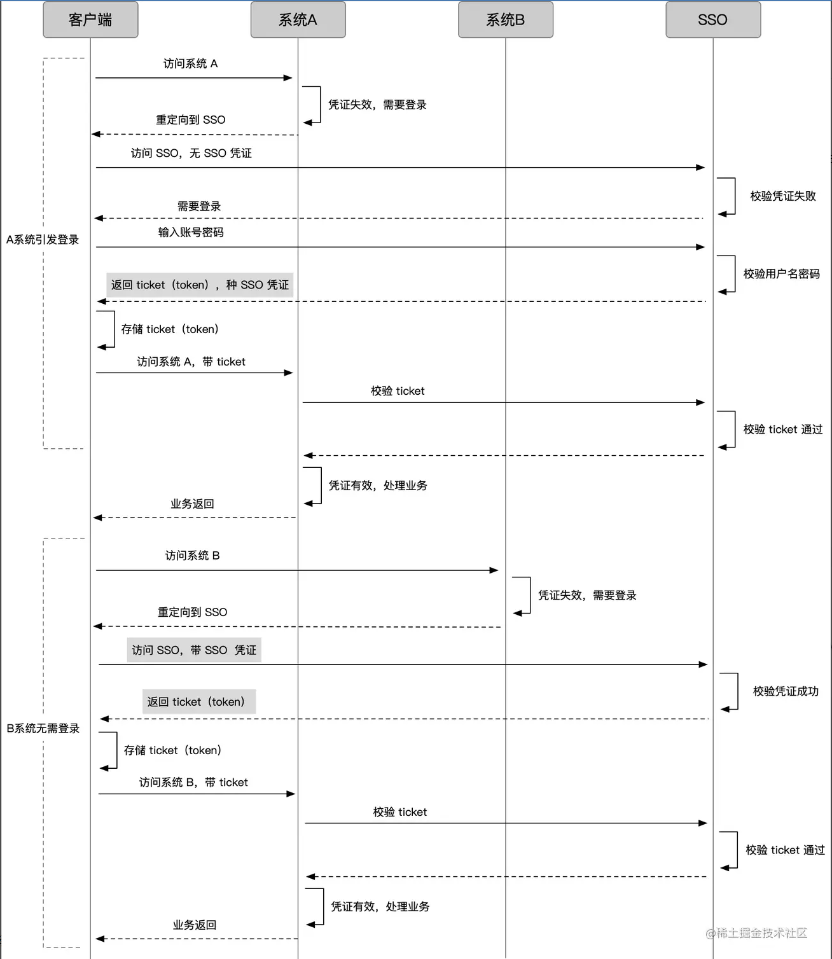 客户端
系统A
系统B
SSO
访问系统 A
凭证失效，需要登录
重定向到 SSO
访问 SSO，无 SSO 凭证
校验凭证失败
需要登录
输入账号密码
A系统引发登录
校验用户名密码
返回 ticket（token），种 SSO 凭证
存储 ticket（token）
访问系统 A，带 ticket
校验 ticket
校验 ticket 通过
凭证有效，处理业务
业务返回
访问系统 B
凭证失效，需要登录
重定向到 SSO
访问 SSO，带 SSO 凭证
校验凭证成功
返回 ticket（token）
B系统无需登录
存储 ticket（token）
访问系统 B，带 ticket
校验 ticket
校验 ticket 通过
凭证有效，处理业务
业务返回
@稀土掘金技术社区